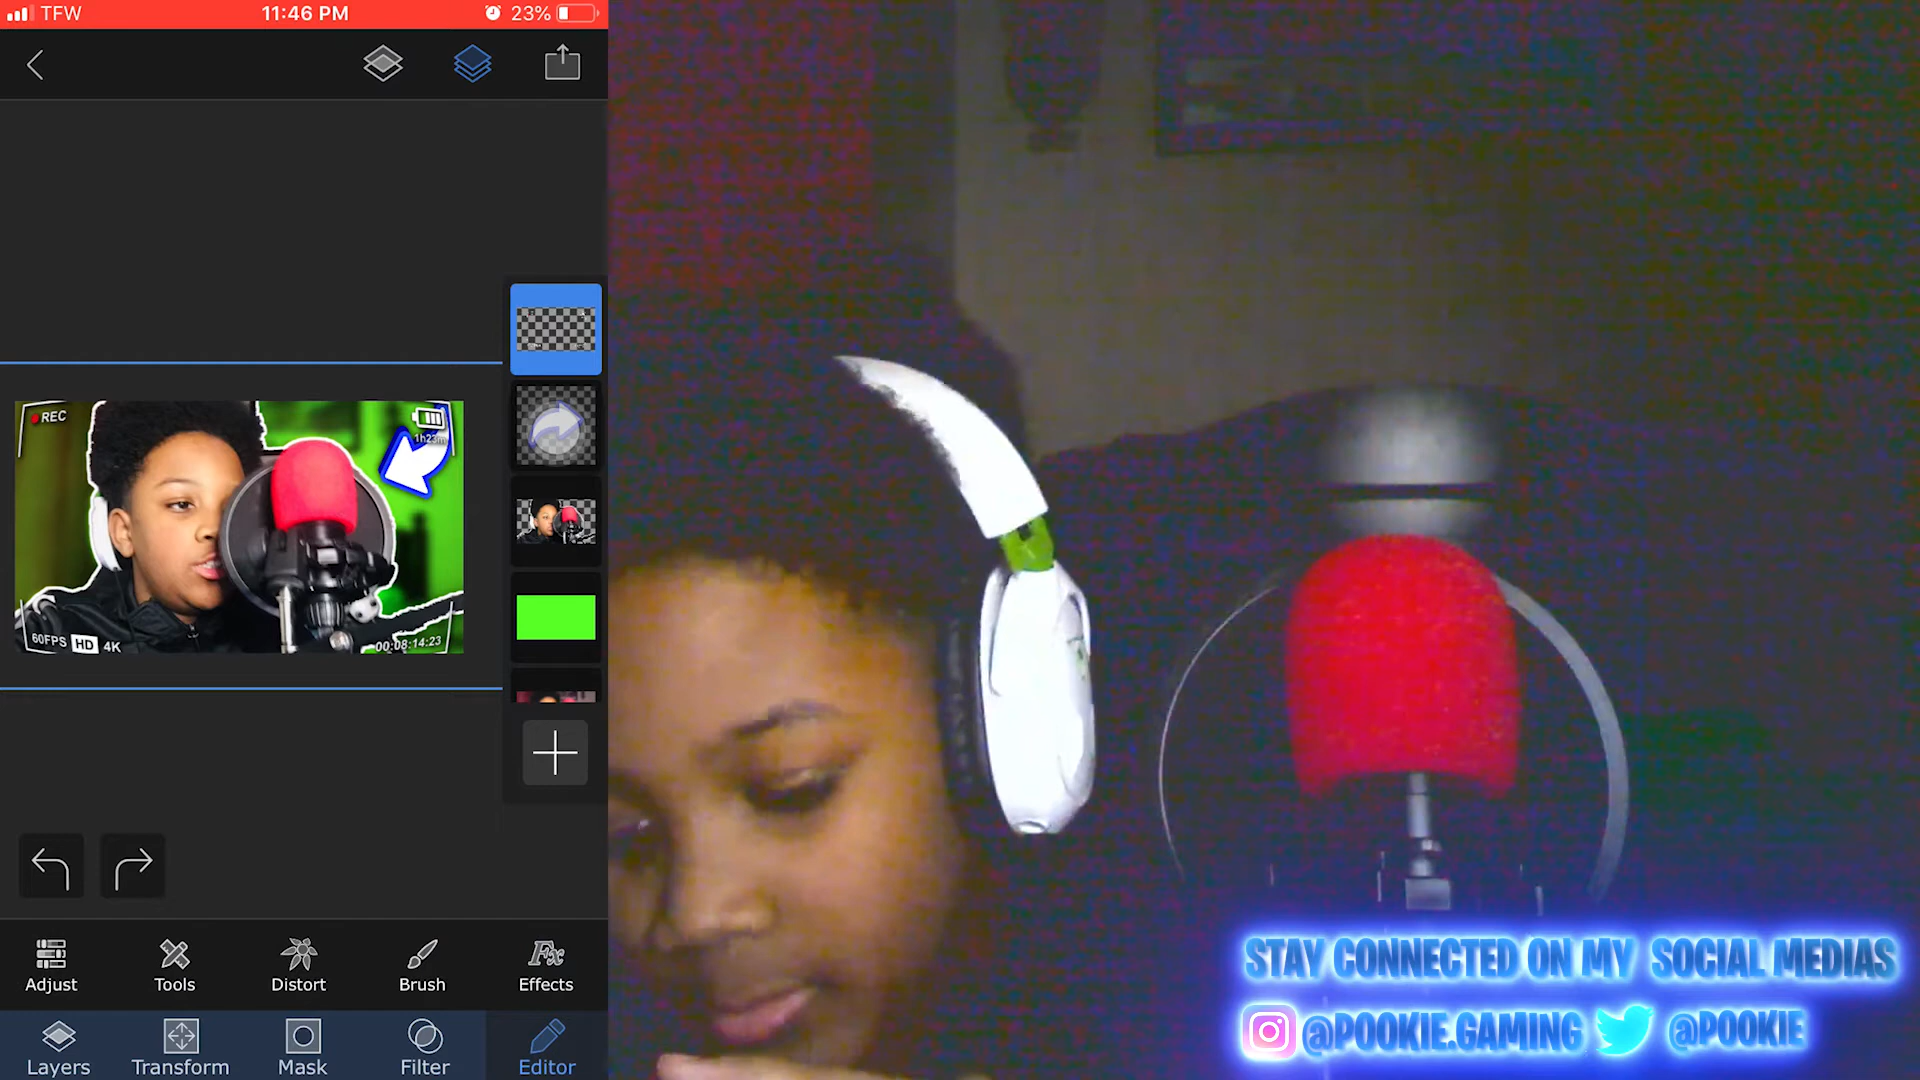 TFW 11:46 PM 23%
REC
1h23m
60FPS HD 4K 00:08:14:23
Adjust Tools Distort Brush Effects
Layers Transform Mask Filter Editor
STAY CONNECTED ON MY SOCIAL MEDIAS
@POOKIE.GAMING @POOKIE